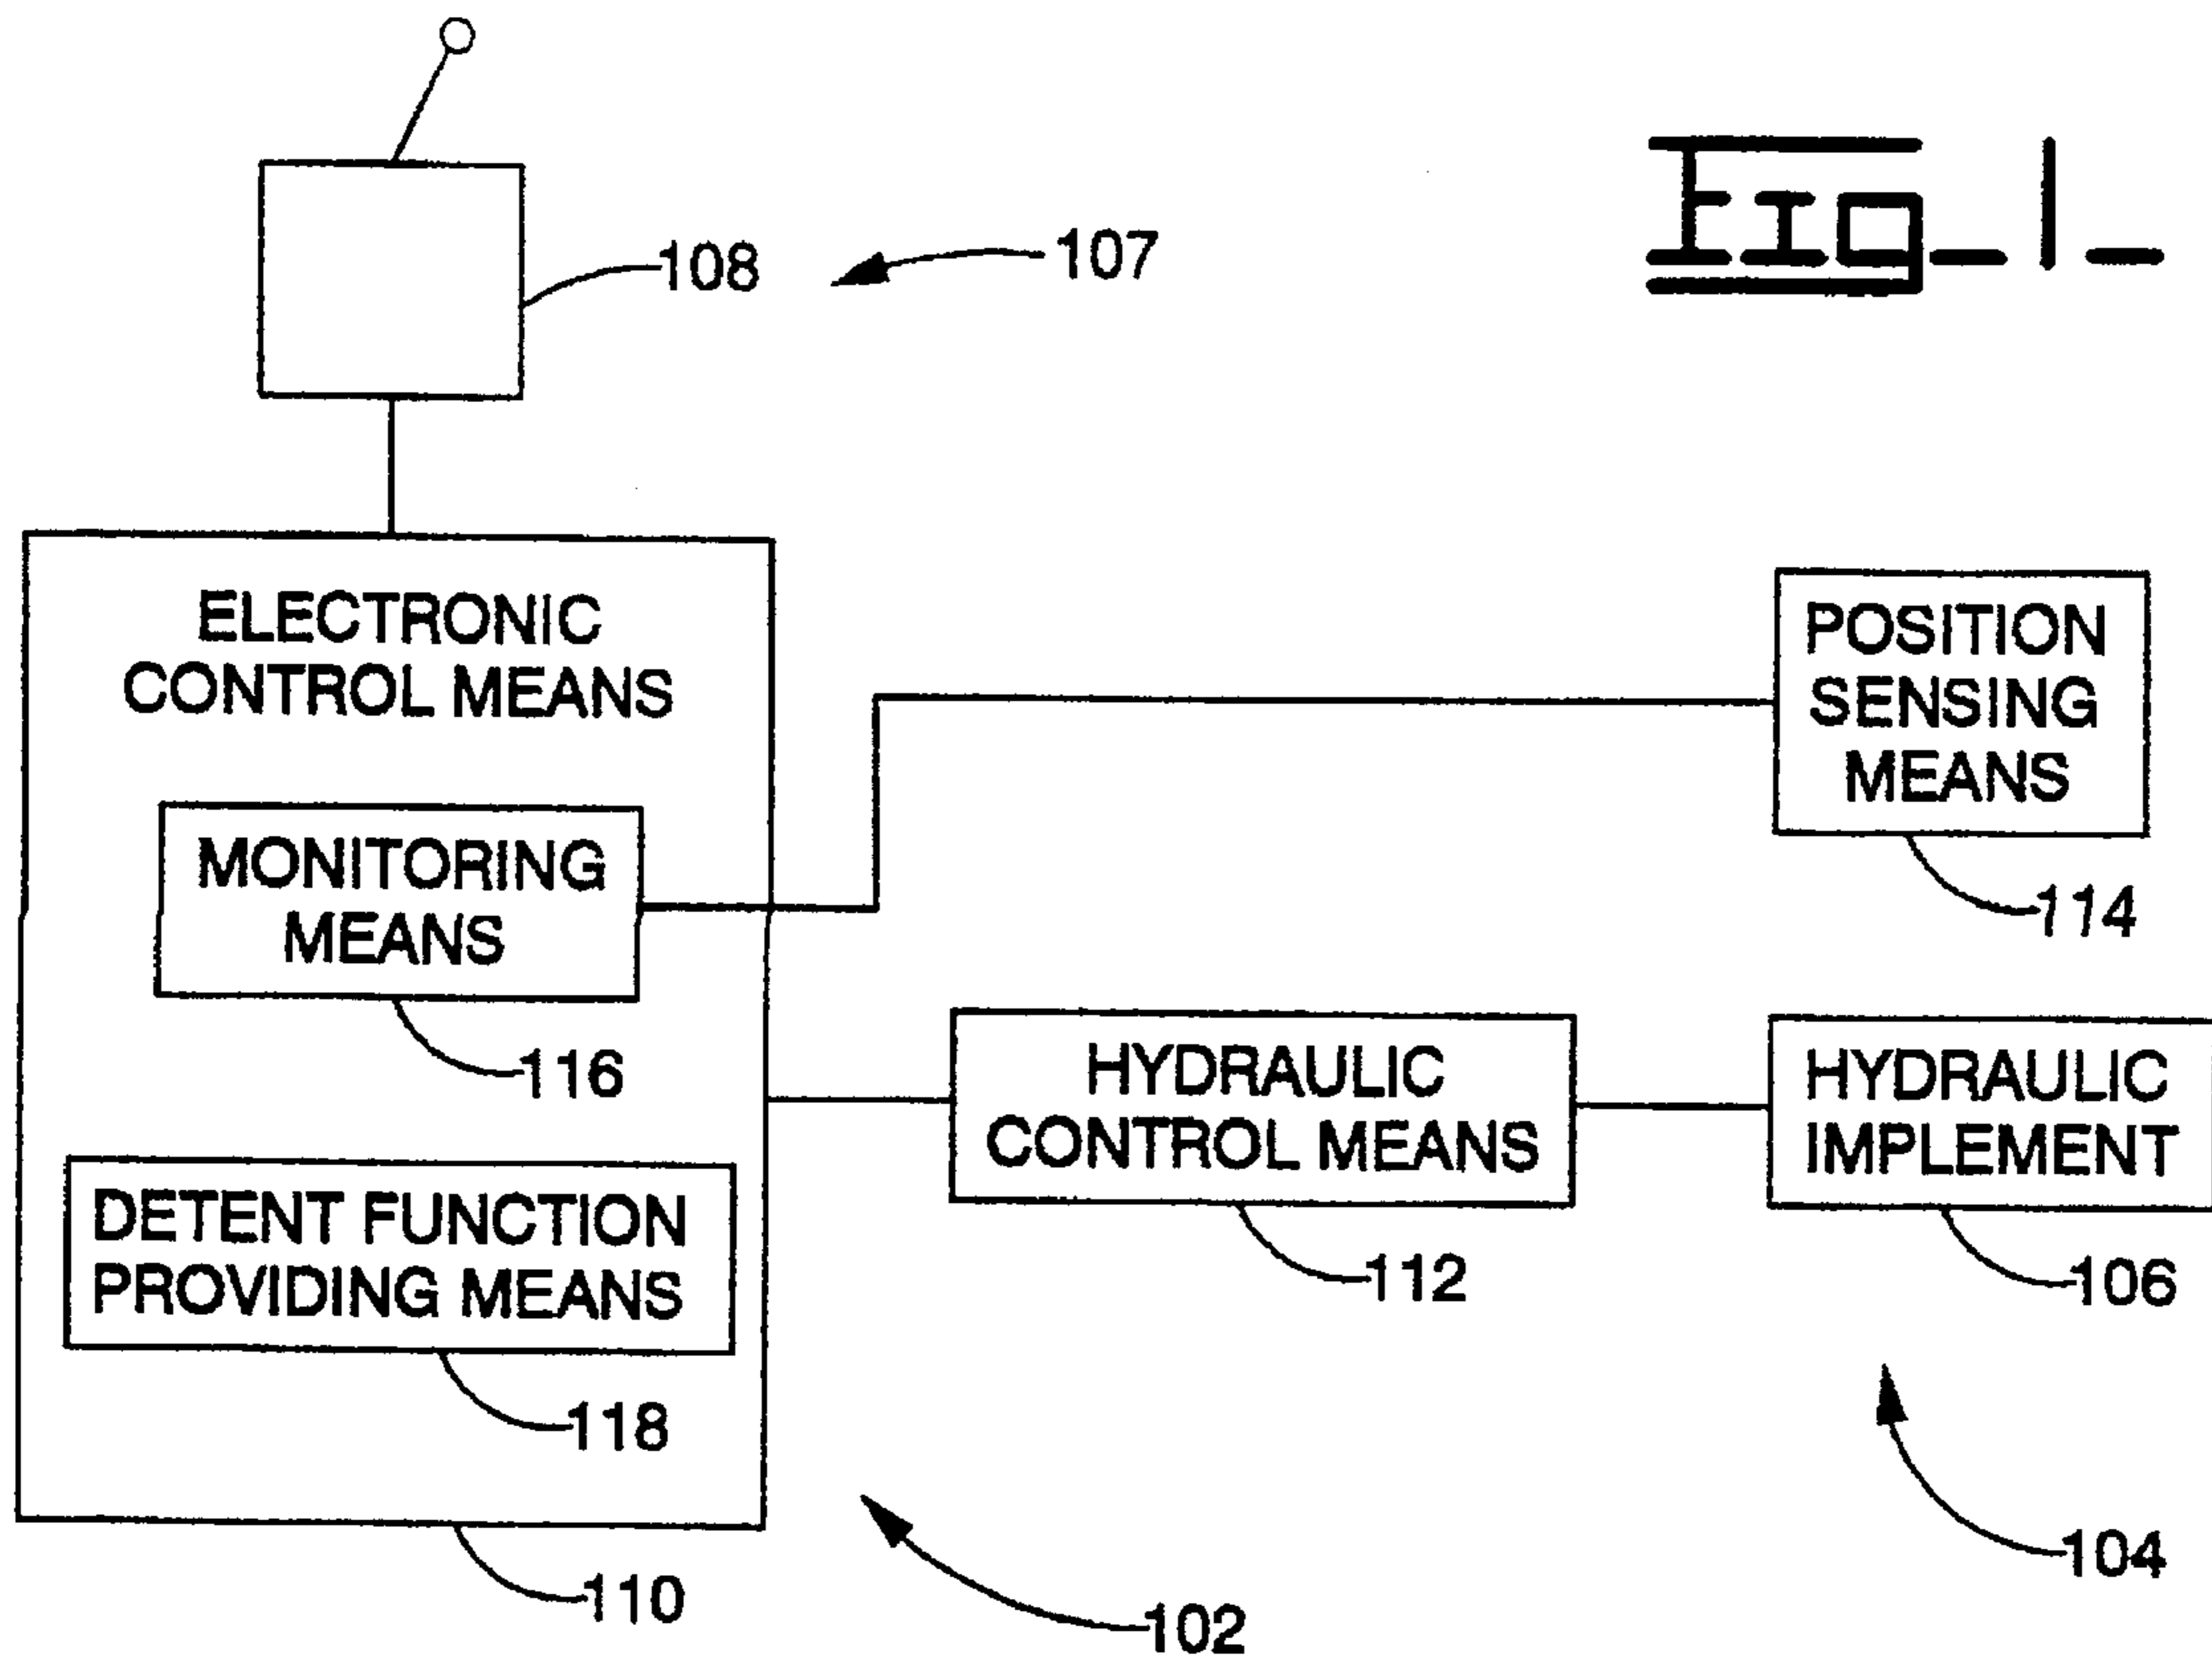 Fig_1_
108
107
ELECTRONIC
CONTROL MEANS
POSITION
SENSING
MEANS
114
MONITORING
MEANS
116
HYDRAULIC
CONTROL MEANS
112
HYDRAULIC
IMPLEMENT
106
DETENT FUNCTION
PROVIDING MEANS
118
110
102
104